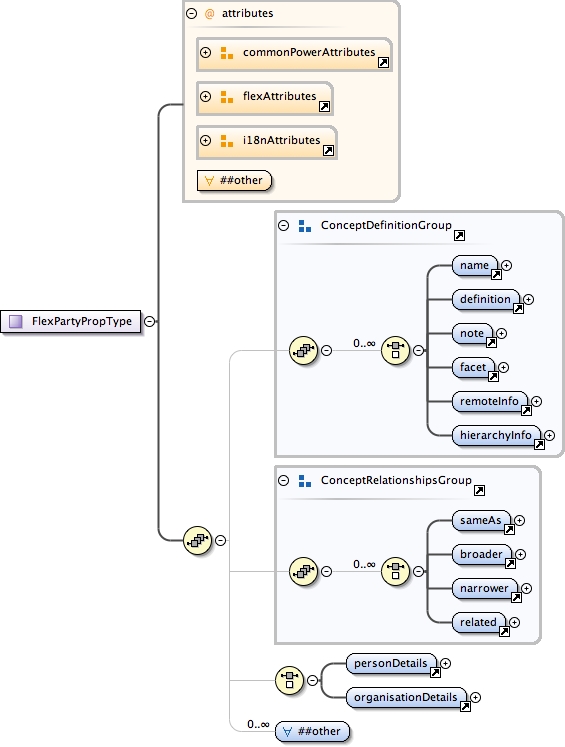 @ attributes
commonPowerAttributes
flexAttributes
i18nAttributes
##other
ConceptDefinitionGroup
name
definition
FlexPartyPropType
note
0..∞
facet
remoteInfo
hierarchyInfo
ConceptRelationshipsGroup
sameAs
broader
0..∞
narrower
related
personDetails
organisationDetails
0..∞
##other